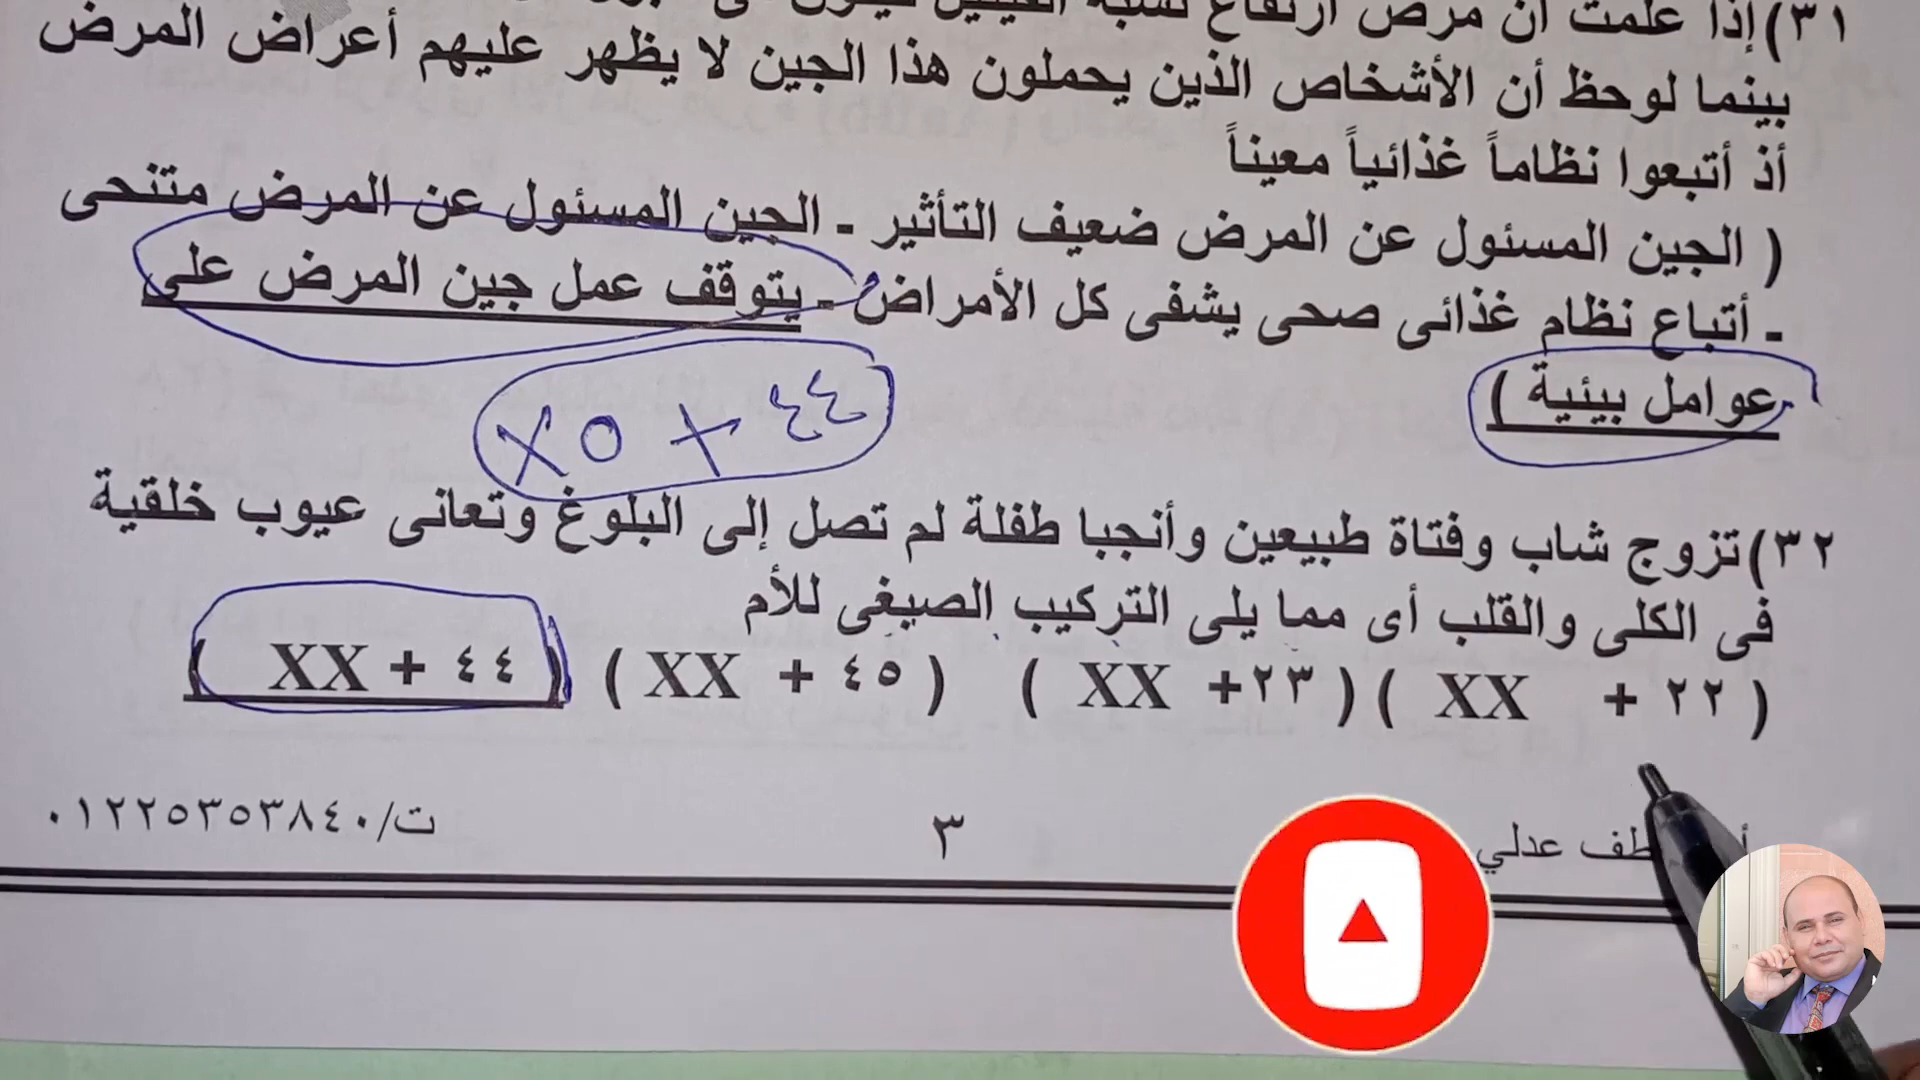 ٣١) إذا علمت أن مرض ارتفاع نسبة
بينما لوحظ أن الأشخاص الذين يحملون هذا الجين لا يظهر عليهم أعراض المرض
أذ أتبعوا نظاماً غذائياً معيناً
( الجين المسئول عن المرض ضعيف التأثير - الجين المسئول عن المرض متنحى
- أتباع نظام غذائى صحى يشفى كل الأمراض - يتوقف عمل جين المرض على
عوامل بيئية )
٤٤ + XO
٣٢) تزوج شاب وفتاة طبيعين وأنجبا طفلة لم تصل إلى البلوغ وتعانى عيوب خلقية
فى الكلى والقلب أى مما يلى التركيب الصبغى للأم
( ٢٢ + XX ) ( ٢٣+ XX ) ( ٤٥ + XX ) ( ٤٤ + XX )
عدلي ٣ ت/٠١٢٢٥٣٥٣٨٤٠